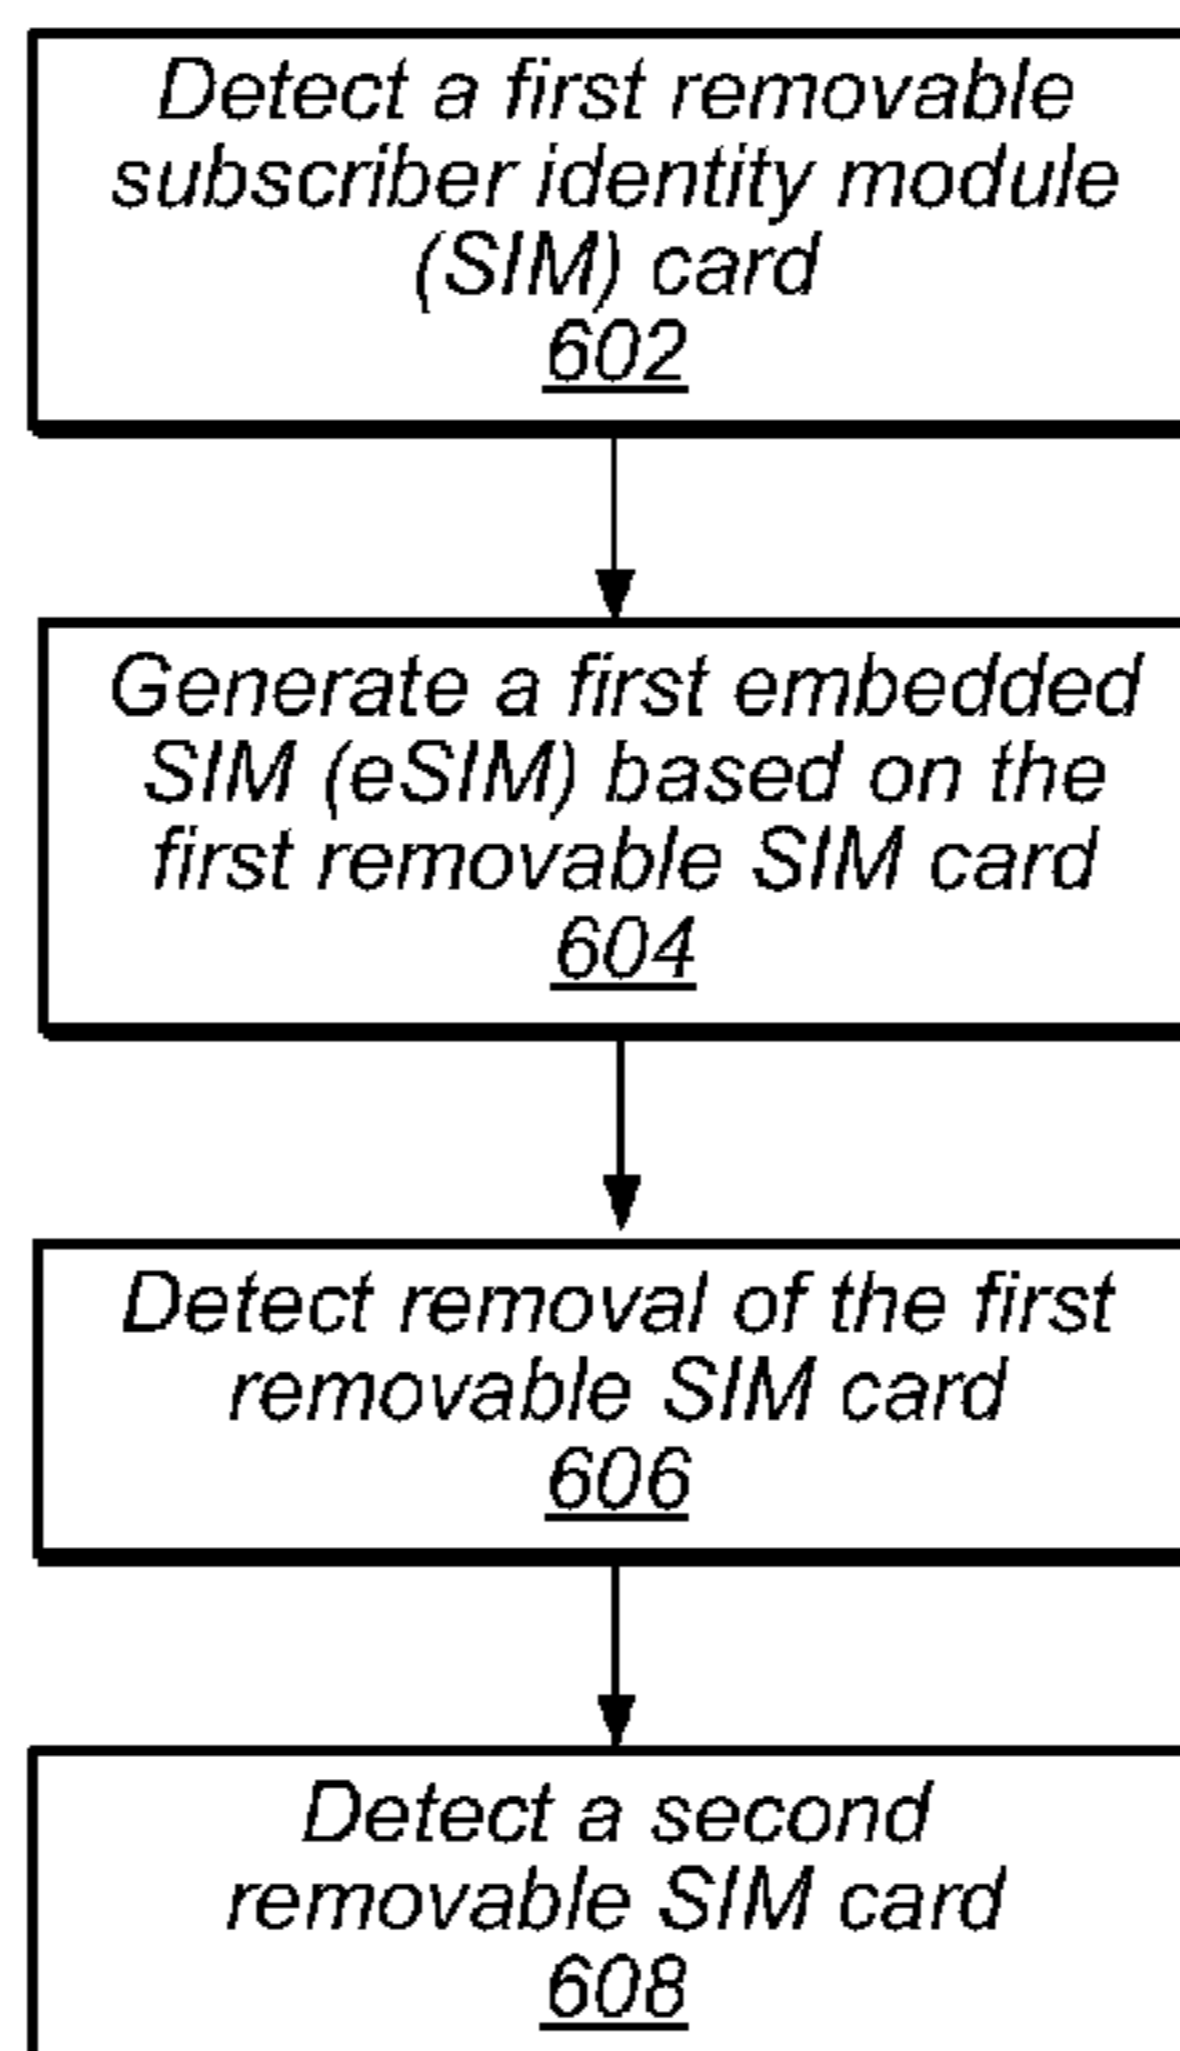 Detect a first removable
subscriber identity module
(SIM) card
602
Generate a first embedded
SIM (eSIM) based on the
first removable SIM card
604
Detect removal of the first
removable SIM card
606
Detect a second
removable SIM card
608